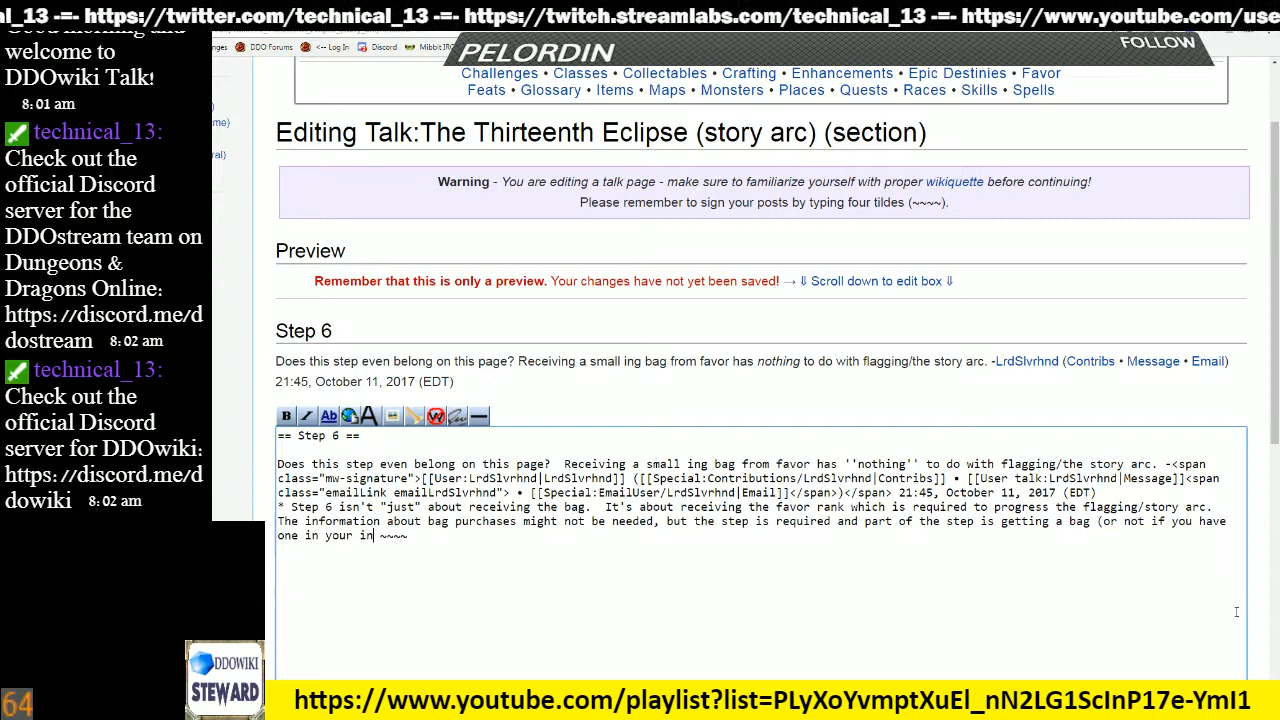 al_13 -=- https://twitter.com/technical_13 -=- https://twitch.streamlabs.com/technical_13 -=- https://www.youtube.com/use
Good morning and
welcome to
DDOwiki Talk!
8:01 am
technical_13:
Check out the
official Discord
server for the
DDOstream team on
Dungeons &
Dragons Online:
https://discord.me/d
dostream 8:02 am
technical_13:
Check out the
official Discord
server for DDOwiki:
https://discord.me/d
dowiki 8:02 am
nges DDO Forums <-- Log In Discord Mibbit IR
PELORDIN
FOLLOW
me)
ral)
Challenges • Classes • Collectables • Crafting • Enhancements • Epic Destinies • Favor
Feats • Glossary • Items • Maps • Monsters • Places • Quests • Races • Skills • Spells
Editing Talk:The Thirteenth Eclipse (story arc) (section)
Warning - You are editing a talk page - make sure to familiarize yourself with proper wikiquette before continuing!
Please remember to sign your posts by typing four tildes (~~~~).
Preview
Remember that this is only a preview. Your changes have not yet been saved! → ⇓ Scroll down to edit box ⇓
Step 6
Does this step even belong on this page? Receiving a small ing bag from favor has nothing to do with flagging/the story arc. -LrdSlvrhnd (Contribs • Message • Email)
21:45, October 11, 2017 (EDT)
B I Ab A W
== Step 6 ==
Does this step even belong on this page?  Receiving a small ing bag from favor has ''nothing'' to do with flagging/the story arc. -<span
class="mw-signature">[[User:LrdSlvrhnd|LrdSlvrhnd]] ([[Special:Contributions/LrdSlvrhnd|Contribs]] • [[User talk:LrdSlvrhnd|Message]]<span
class="emailLink emailLrdSlvrhnd"> • [[Special:EmailUser/LrdSlvrhnd|Email]]</span>)</span> 21:45, October 11, 2017 (EDT)
* Step 6 isn't "just" about receiving the bag.  It's about receiving the favor rank which is required to progress the flagging/story arc.
The information about bag purchases might not be needed, but the step is required and part of the step is getting a bag (or not if you have
one in your in ~~~~
DDOWIKI
STEWARD
64
https://www.youtube.com/playlist?list=PLyXoYvmptXuEl_nN2LG1ScInP17e-YmI1